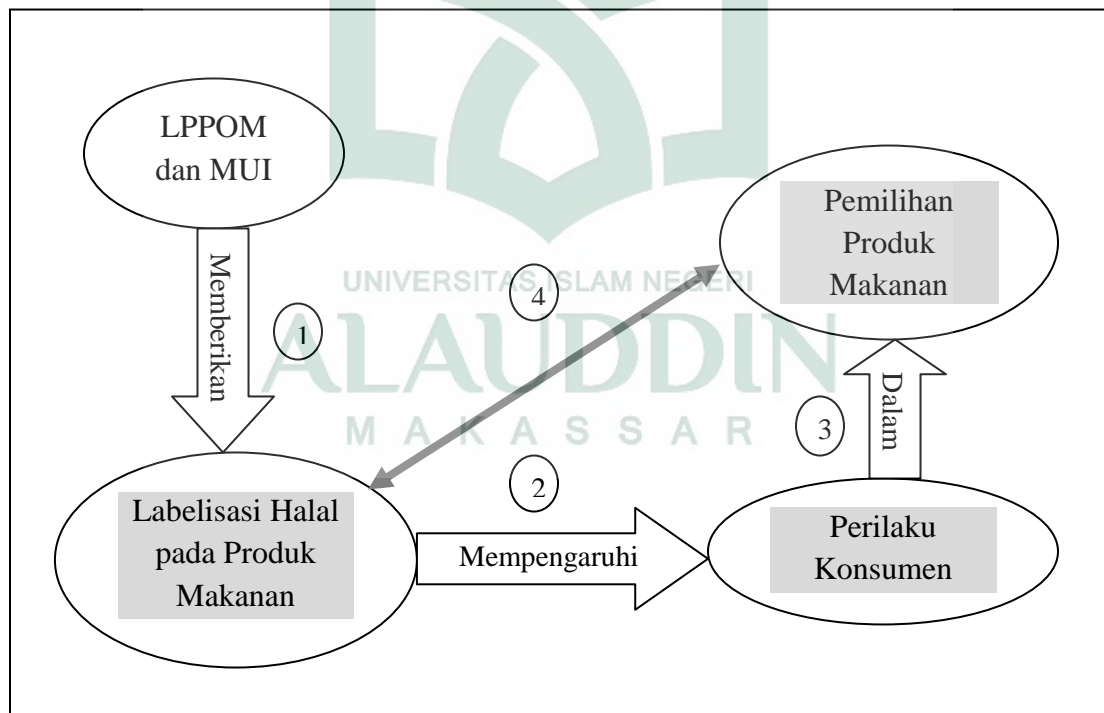 LPPOM
dan MUI
Memberikan
1
Labelisasi Halal
pada Produk
Makanan
2
Mempengaruhi
Perilaku
Konsumen
3
Dalam
Pemilihan
Produk
Makanan
4
UNIVERSITAS ISLAM NEGERI
ALAUDDIN
MAKASSAR